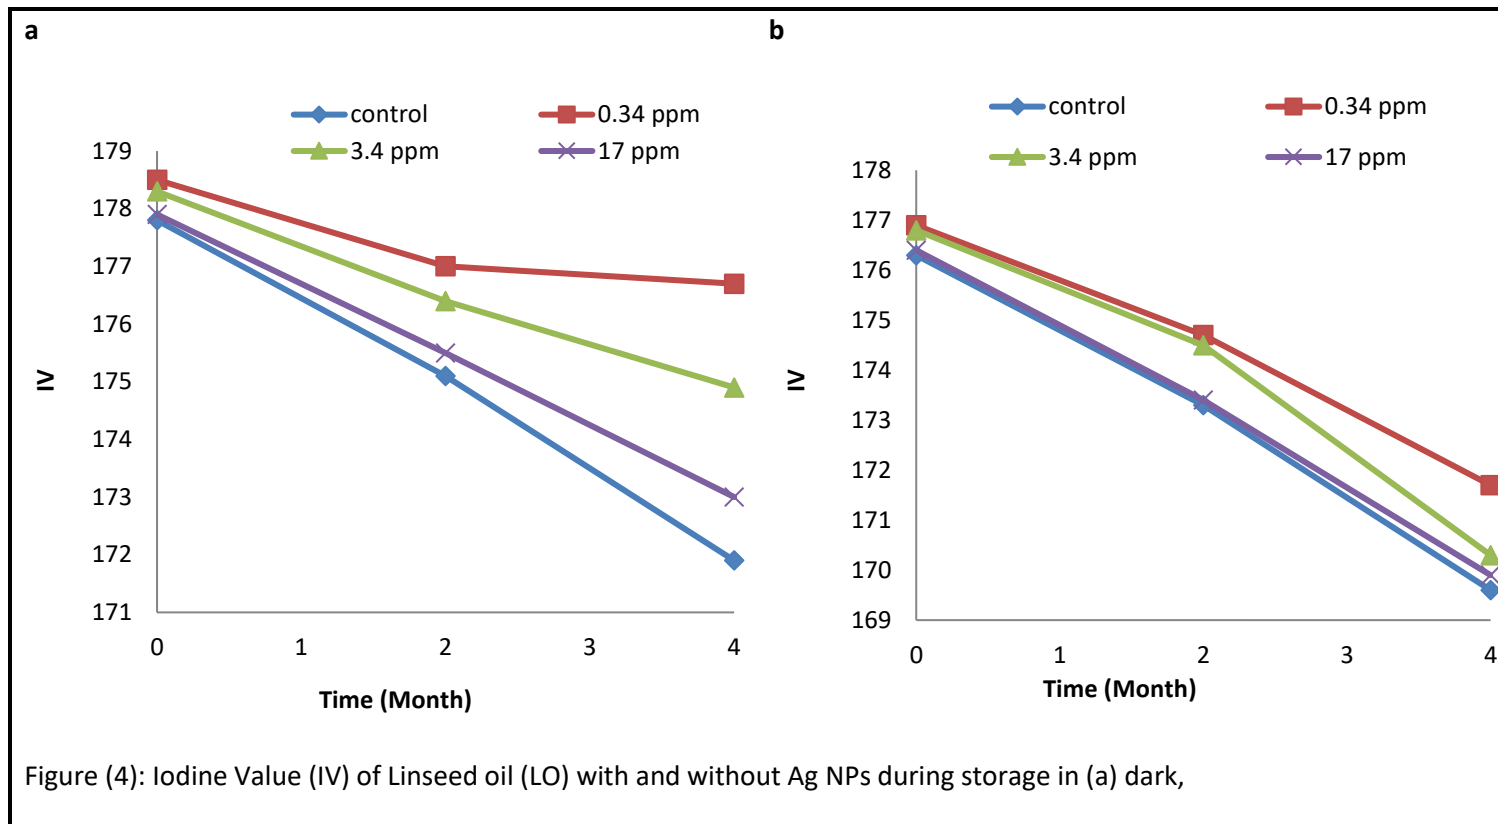 a
control 0.34 ppm
3.4 ppm 17 ppm
179
178
177
176
175
174
173
172
171
IV
0 1 2 3 4
Time (Month)
b
control 0.34 ppm
3.4 ppm 17 ppm
178
177
176
175
174
173
172
171
170
169
IV
0 1 2 3 4
Time (Month)
Figure (4): Iodine Value (IV) of Linseed oil (LO) with and without Ag NPs during storage in (a) dark,